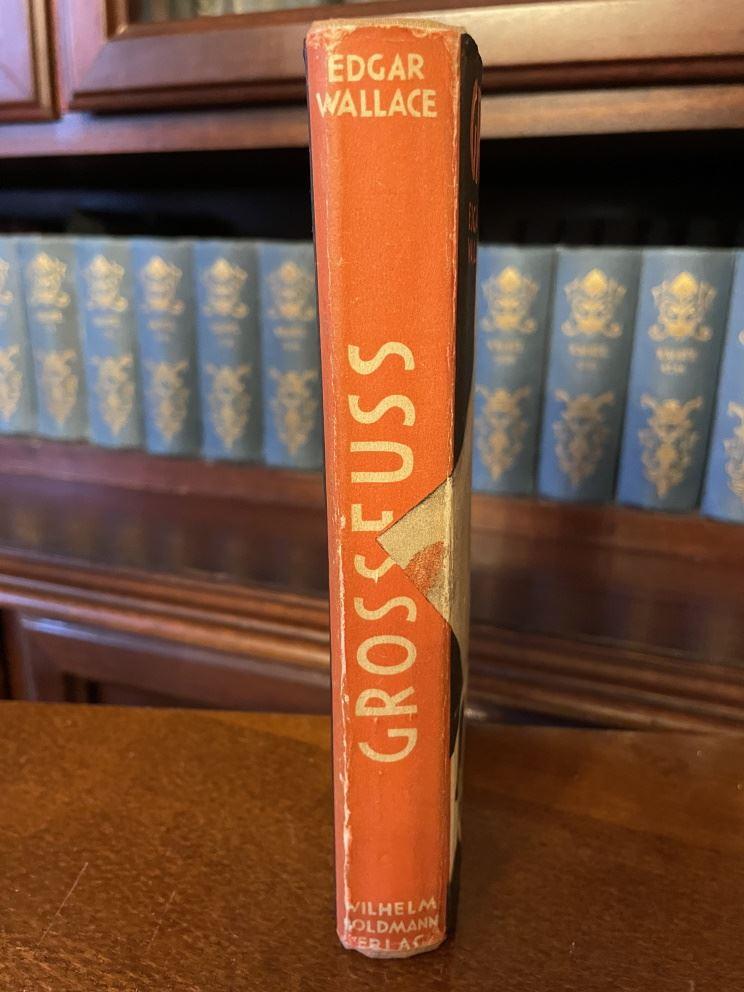 EDGAR
WALLACE
GROSSFUSS
WILHELM
GOLDMANN
VERLAG